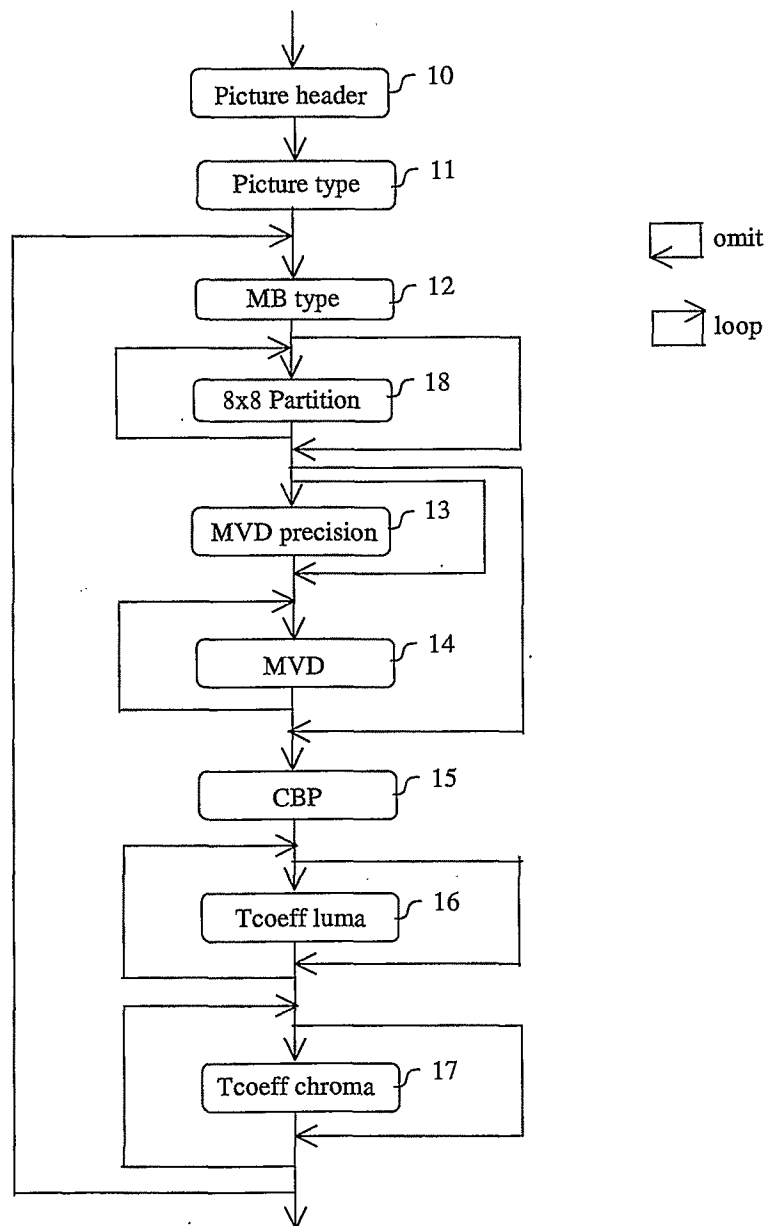 10
Picture header
11
Picture type
omit
12
MB type
loop
18
8x8 Partition
13
MVD precision
14
MVD
15
CBP
16
Tcoeff luma
17
Tcoeff chroma